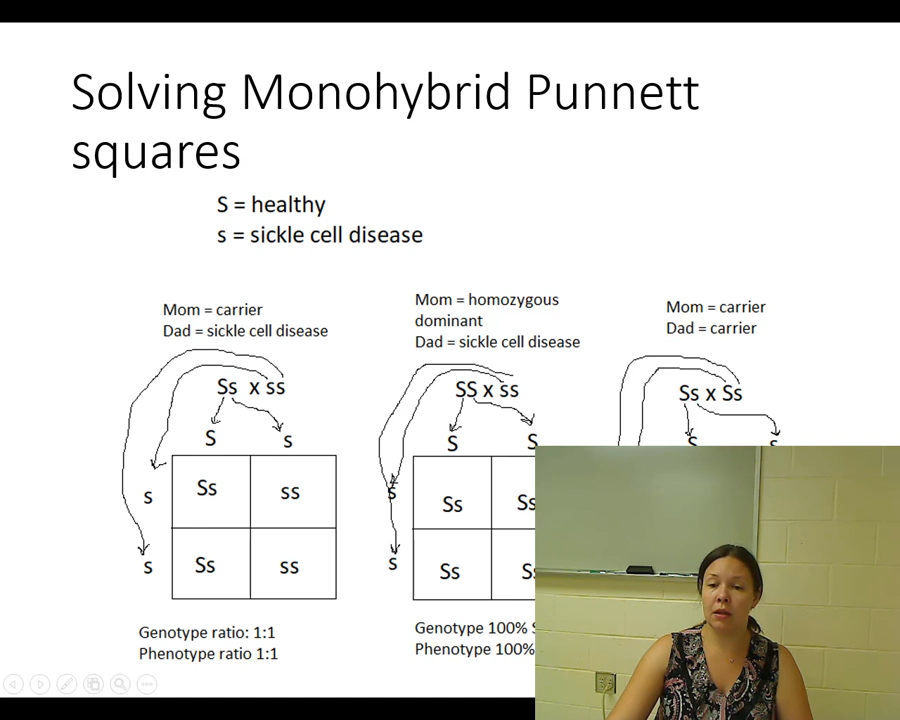 Solving Monohybrid Punnett
squares
S = healthy
s = sickle cell disease
Mom = carrier
Dad = sickle cell disease
Ss x ss
S s
s Ss ss
s Ss ss
Genotype ratio: 1:1
Phenotype ratio 1:1
Mom = homozygous
dominant
Dad = sickle cell disease
SS x ss
S S
s Ss Ss
s Ss
Genotype 100%
Phenotype 100%
Mom = carrier
Dad = carrier
Ss x Ss